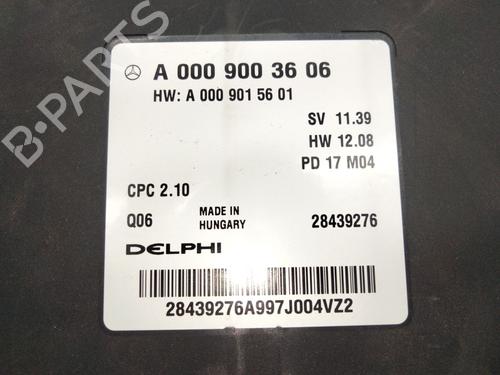 B-PARTS
A 000 900 36 06
HW: A 000 901 56 01
SV 11.39
HW 12.08
PD 17 M04
CPC 2.10
Q06 MADE IN HUNGARY 28439276
DELPHI
28439276A997J004VZ2